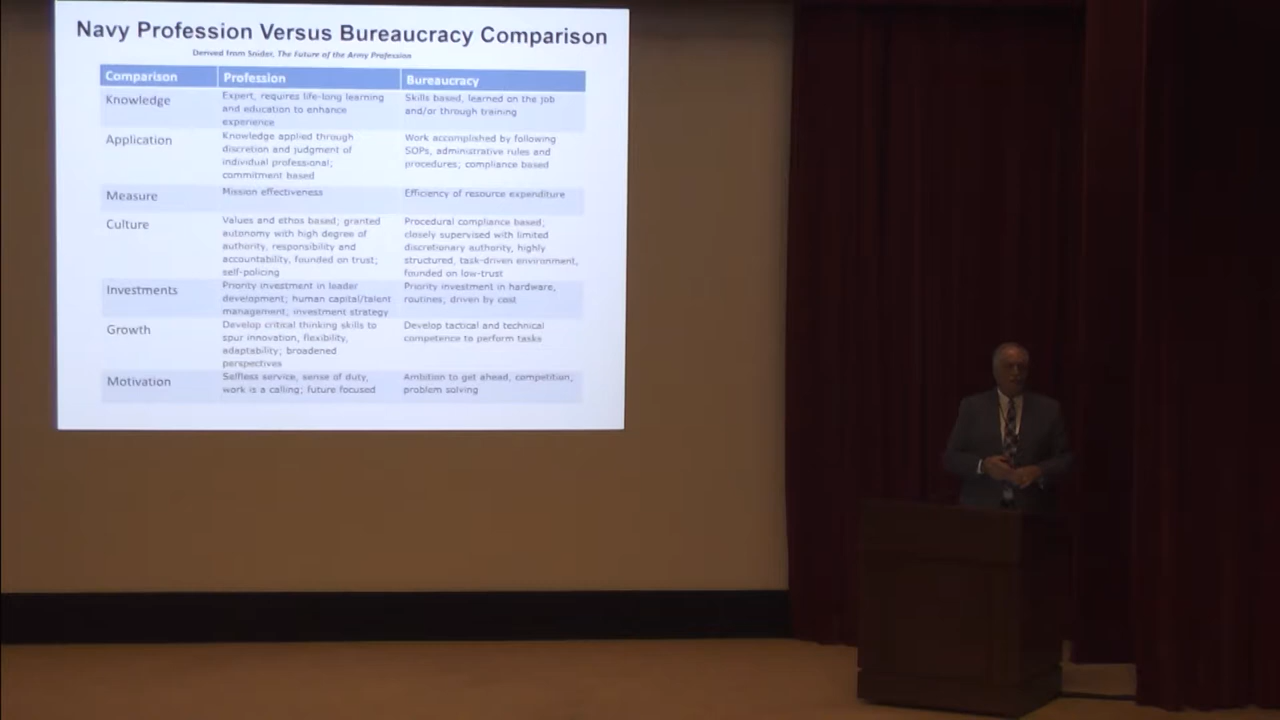 Navy Profession Versus Bureaucracy Comparison
Derived from Snider, The Future of the Army Profession
Comparison Profession Bureaucracy
Knowledge
Expert, requires life-long learning
and education to enhance
experience
Skills based, learned on the job
and/or through training
Application
Knowledge applied through
discretion and judgment of
individual professional;
commitment based
Work accomplished by following
SOPs, administrative rules and
procedures; compliance based
Measure
Mission effectiveness
Efficiency of resource expenditure
Culture
Values and ethos based; granted
autonomy with high degree of
authority, responsibility and
accountability, founded on trust;
self-policing
Procedural compliance based;
closely supervised with limited
discretionary authority, highly
structured, task-driven environment,
founded on low-trust
Investments
Priority investment in leader
development; human capital/talent
management; investment strategy
Priority investment in hardware,
routines; driven by cost
Growth
Develop critical thinking skills to
spur innovation, flexibility,
adaptability; broadened
perspectives
Develop tactical and technical
competence to perform tasks
Motivation
Selfless service, sense of duty,
work is a calling; future focused
Ambition to get ahead, competition,
problem solving